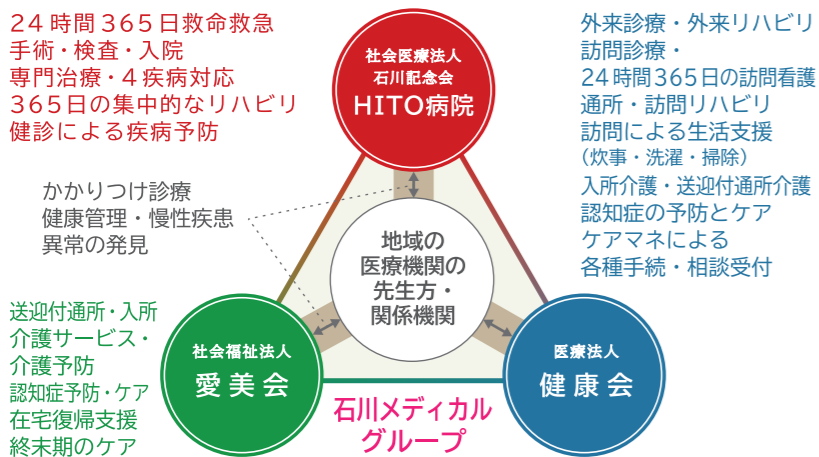 24時間365日救命救急
手術・検査・入院
専門治療・4疾病対応
365日の集中的なリハビリ
健診による疾病予防
社会医療法人
石川記念会
HITO病院
外来診療・外来リハビリ
訪問診療・
24時間365日の訪問看護
通所・訪問リハビリ
訪問による生活支援
(炊事・洗濯・掃除)
入所介護・送迎付通所介護
認知症の予防とケア
ケアマネによる
各種手続・相談受付
かかりつけ診療
健康管理・慢性疾患
異常の発見
地域の
医療機関の
先生方・
関係機関
送迎付通所・入所
介護サービス・
介護予防
認知症予防・ケア
在宅復帰支援
終末期のケア
社会福祉法人
愛美会
医療法人
健康会
石川メディカル
グループ